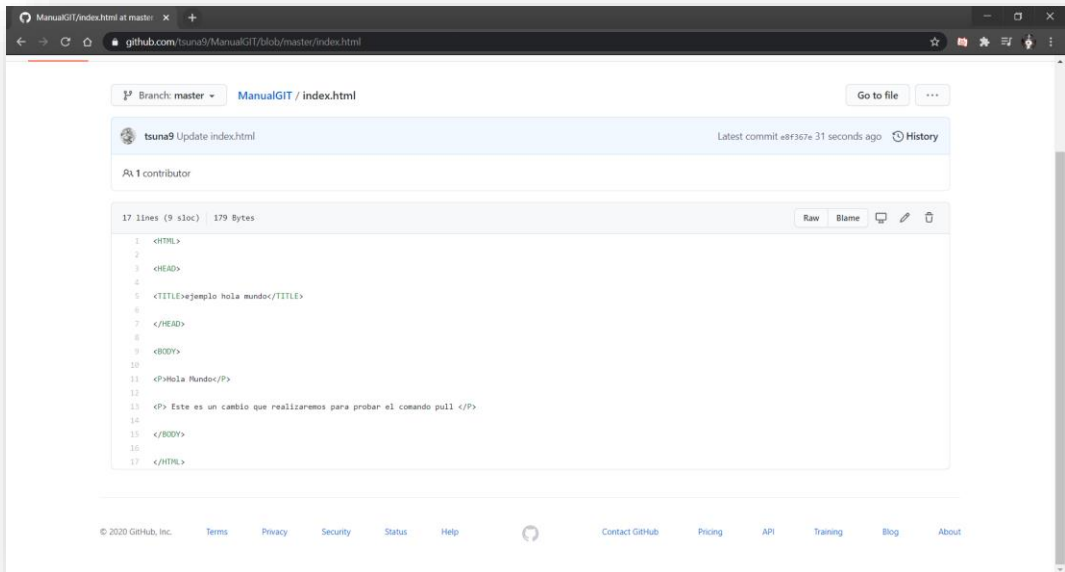 ManualGIT/index.html at master
github.com/tsuna9/ManualGIT/blob/master/index.html
Branch: master ManualGIT / index.html Go to file ...
tsuna9 Update index.html Latest commit e8f367e 31 seconds ago History
1 contributor
17 lines (9 sloc) 179 Bytes Raw Blame
1 <HTML>
2
3 <HEAD>
4
5 <TITLE>ejemplo hola mundo</TITLE>
6
7 </HEAD>
8
9 <BODY>
10
11 <P>Hola Mundo</P>
12
13 <P> Este es un cambio que realizaremos para probar el comando pull </P>
14
15 </BODY>
16
17 </HTML>
© 2020 GitHub, Inc. Terms Privacy Security Status Help Contact GitHub Pricing API Training Blog About